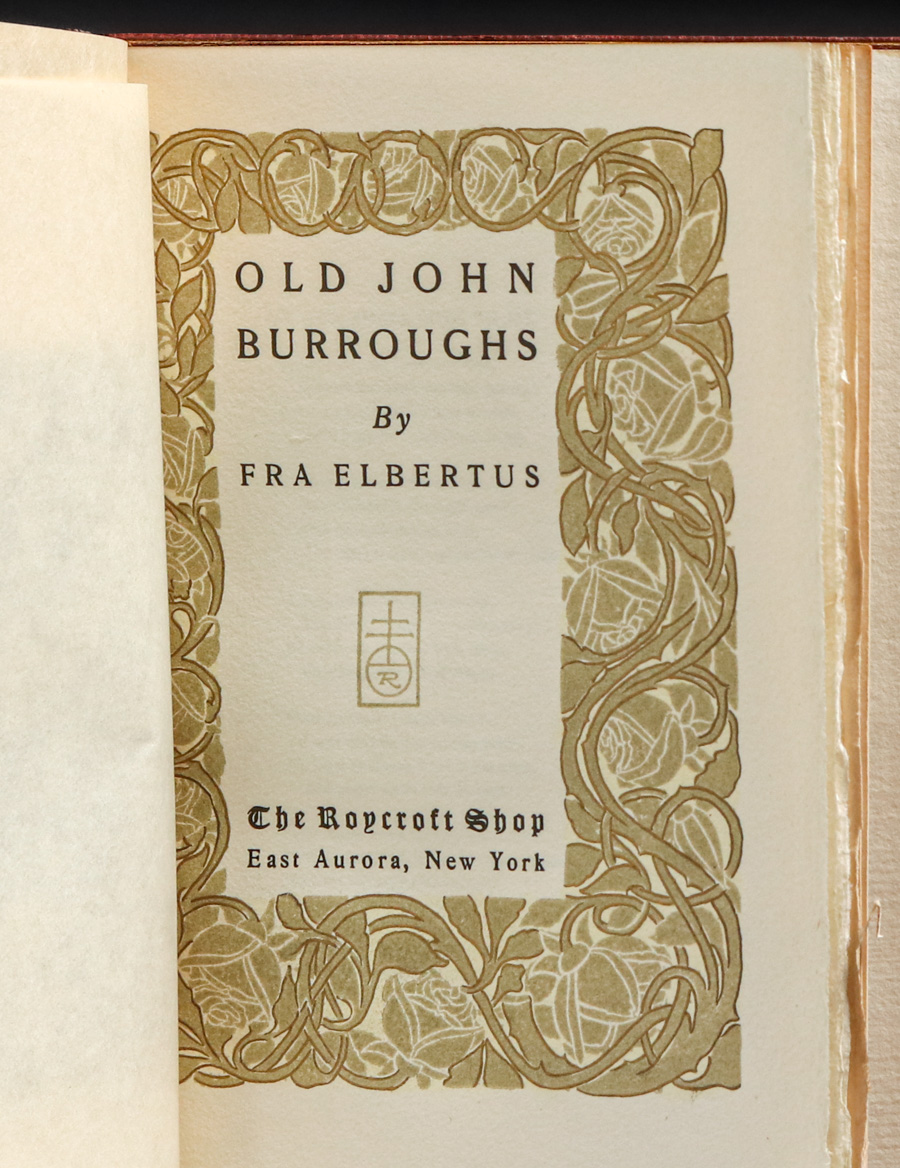 OLD JOHN
BURROUGHS
By
FRA ELBERTUS
R
The Roycroft Shop
East Aurora, New York